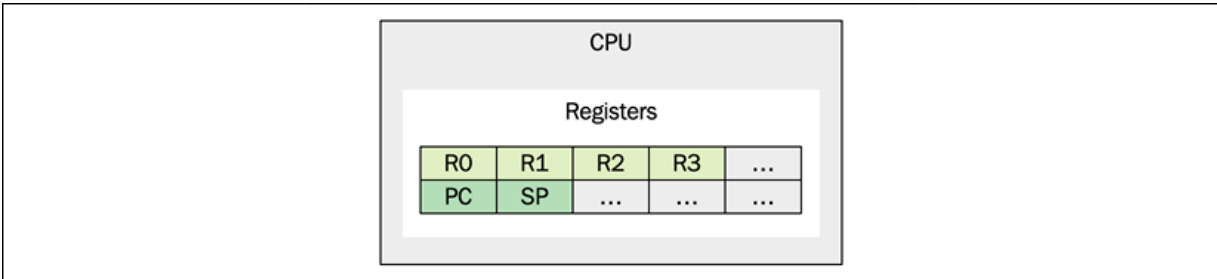 CPU
Registers
R0 R1 R2 R3 ...
PC SP ... ... ...